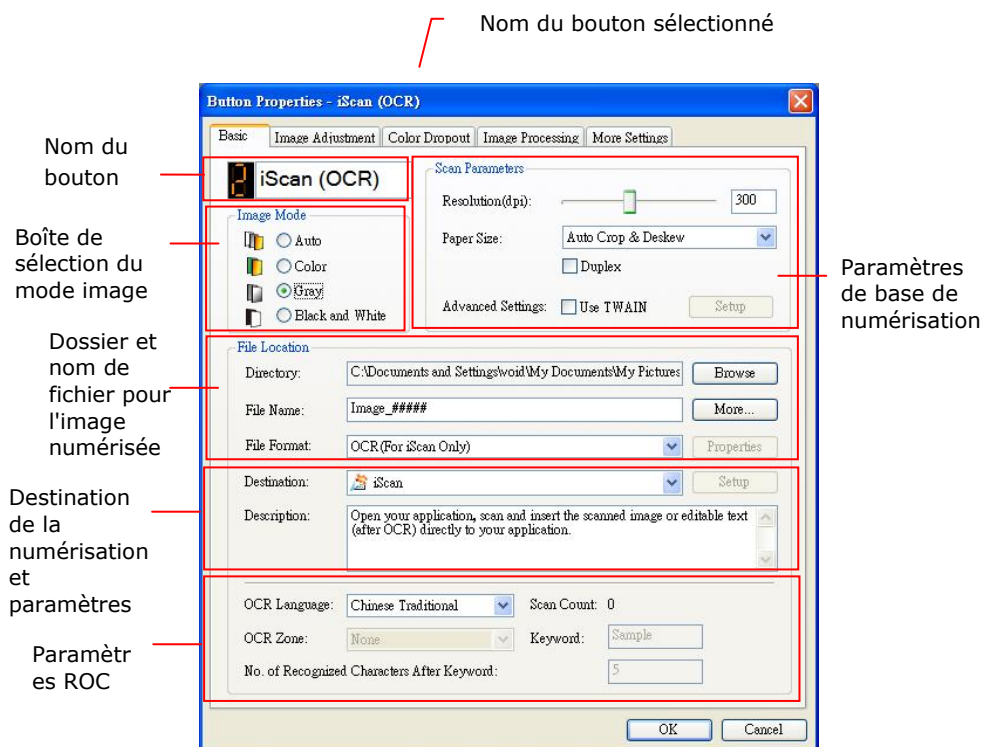 Nom du bouton sélectionné
Button Properties - iScan (OCR)
Basic Image Adjustment Color Dropout Image Processing More Settings
Nom du
bouton
2 iScan (OCR)
Image Mode
Auto
Color
Gray
Black and White
Boîte de
sélection du
mode image
Scan Parameters
Resolution(dpi): 300
Paper Size: Auto Crop & Deskew
Duplex
Advanced Settings: Use TWAIN Setup
Paramètres
de base de
numérisation
Dossier et
nom de
fichier pour
l'image
numérisée
File Location
Directory: C:\Documents and Settings\void\My Documents\My Pictures Browse
File Name: Image_##### More...
File Format: OCR(For iScan Only) Properties
Destination
de la
numérisation
et
paramètres
Destination: iScan Setup
Description: Open your application, scan and insert the scanned image or editable text
(after OCR) directly to your application.
Paramètr
es ROC
OCR Language: Chinese Traditional Scan Count: 0
OCR Zone: None Keyword: Sample
No. of Recognized Characters After Keyword: 5
OK Cancel